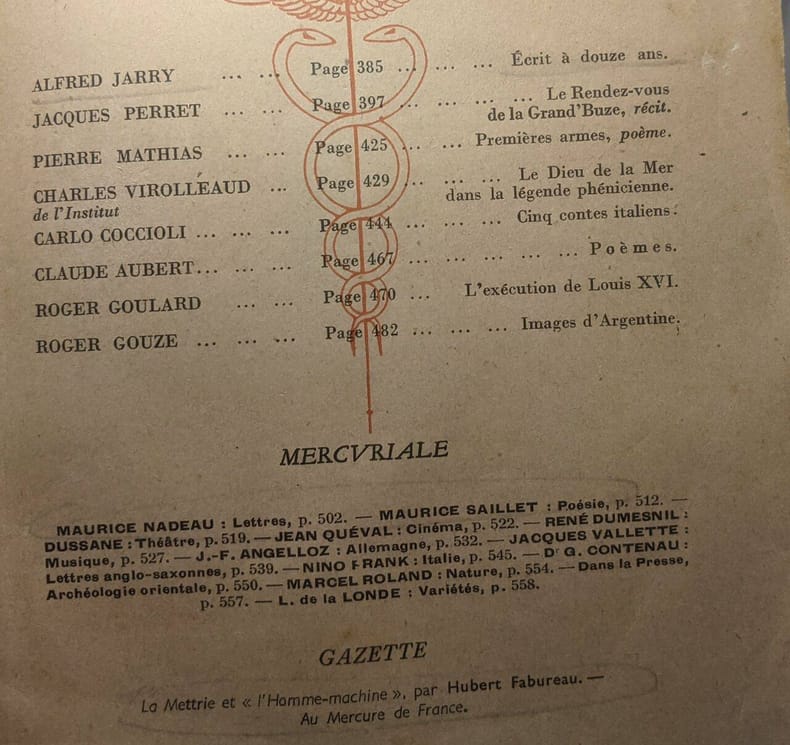 ALFRED JARRY ... ... Page 385 ... ... ... Écrit à douze ans.
JACQUES PERRET ... ... Page 397 ... ... ... ... Le Rendez-vous
de la Grand'Buze, récit.
PIERRE MATHIAS ... ... Page 425 ... ... Premières armes, poème.
CHARLES VIROLLEAUD ... Page 429 ... ... ... Le Dieu de la Mer
de l'Institut dans la légende phénicienne.
CARLO COCCIOLI ... ... ... Page 444 ... ... ... Cinq contes italiens.
CLAUDE AUBERT... ... ... Page 467 ... ... ... ... ... Poèmes.
ROGER GOULARD ... ... Page 470 ... L'exécution de Louis XVI.
ROGER GOUZE ... ... ... Page 482 ... ... ... Images d'Argentine.
MERCVRIALE
MAURICE NADEAU : Lettres, p. 502. — MAURICE SAILLET : Poésie, p. 512. —
DUSSANE : Théâtre, p. 519. — JEAN QUÉVAL : Cinéma, p. 522. — RENÉ DUMESNIL :
Musique, p. 527. — J.-F. ANGELLOZ : Allemagne, p. 532. — JACQUES VALLETTE :
Lettres anglo-saxonnes, p. 539. — NINO FRANK : Italie, p. 545. — Dr G. CONTENAU :
Archéologie orientale, p. 550. — MARCEL ROLAND : Nature, p. 554. — Dans la Presse,
p. 557. — L. de la LONDE : Variétés, p. 558.
GAZETTE
La Mettrie et « l'Homme-machine », par Hubert Fabureau. —
Au Mercure de France.